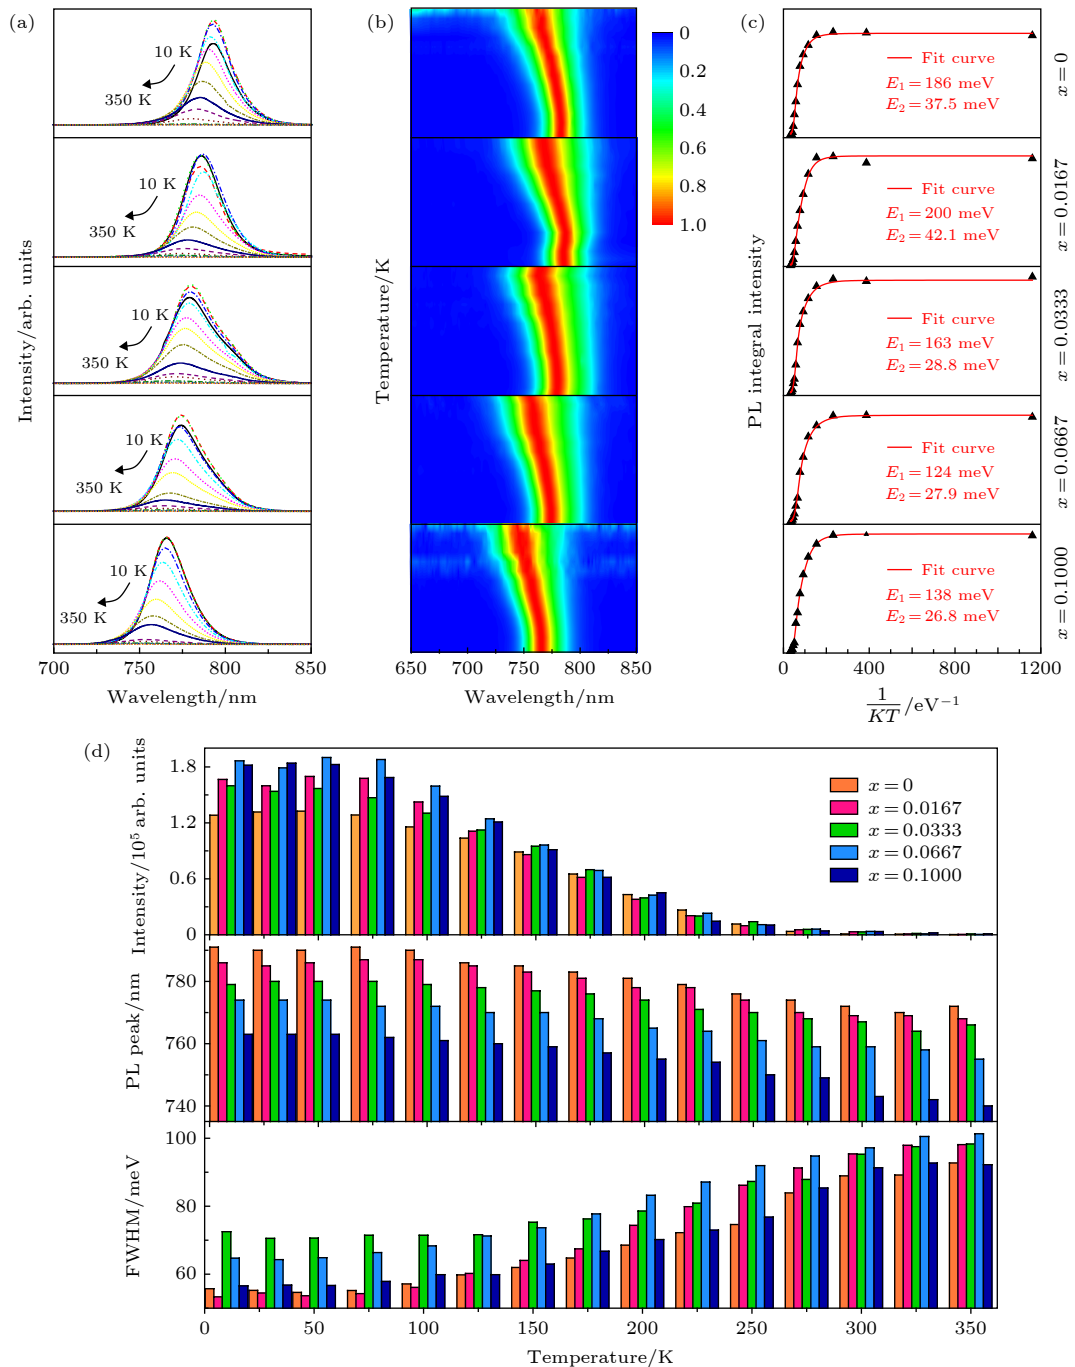 (a)
(b)
(c)
Intensity/arb. units
10 K
350 K
10 K
350 K
10 K
350 K
10 K
350 K
10 K
350 K
700 750 800 850
Wavelength/nm
Temperature/K
0
0.2
0.4
0.6
0.8
1.0
650 700 750 800 850
Wavelength/nm
PL integral intensity
Fit curve
E₁ = 186 meV
E₂ = 37.5 meV
x = 0
Fit curve
E₁ = 200 meV
E₂ = 42.1 meV
x = 0.0167
Fit curve
E₁ = 163 meV
E₂ = 28.8 meV
x = 0.0333
Fit curve
E₁ = 124 meV
E₂ = 27.9 meV
x = 0.0667
Fit curve
E₁ = 138 meV
E₂ = 26.8 meV
x = 0.1000
0 400 800 1200
1/KT /eV⁻¹
(d)
Intensity/10⁵ arb. units
1.8
1.2
0.6
0
x = 0
x = 0.0167
x = 0.0333
x = 0.0667
x = 0.1000
PL peak/nm
780
760
740
FWHM/meV
100
80
60
0 50 100 150 200 250 300 350
Temperature/K